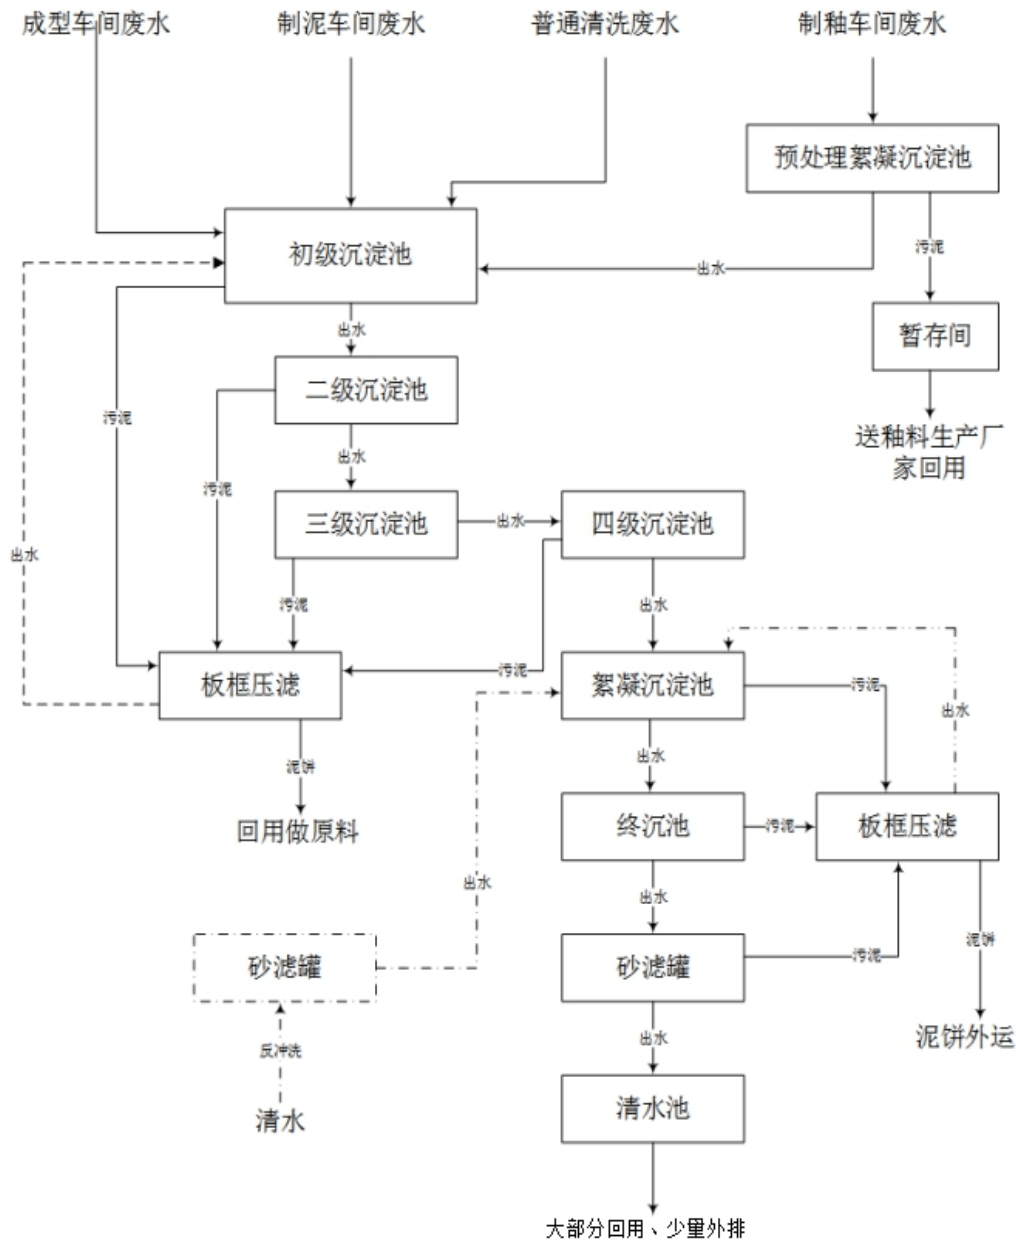 成型车间废水
制泥车间废水
普通清洗废水
制釉车间废水
预处理絮凝沉淀池
污泥
出水
初级沉淀池
暂存间
出水
二级沉淀池
污泥
送釉料生产厂
家回用
出水
污泥
三级沉淀池
出水
四级沉淀池
出水
污泥
出水
污泥
板框压滤
絮凝沉淀池
污泥
出水
泥饼
出水
回用做原料
终沉池
污泥
板框压滤
出水
出水
泥饼
砂滤罐
砂滤罐
污泥
泥饼外运
反冲洗
出水
清水
清水池
大部分回用、少量外排